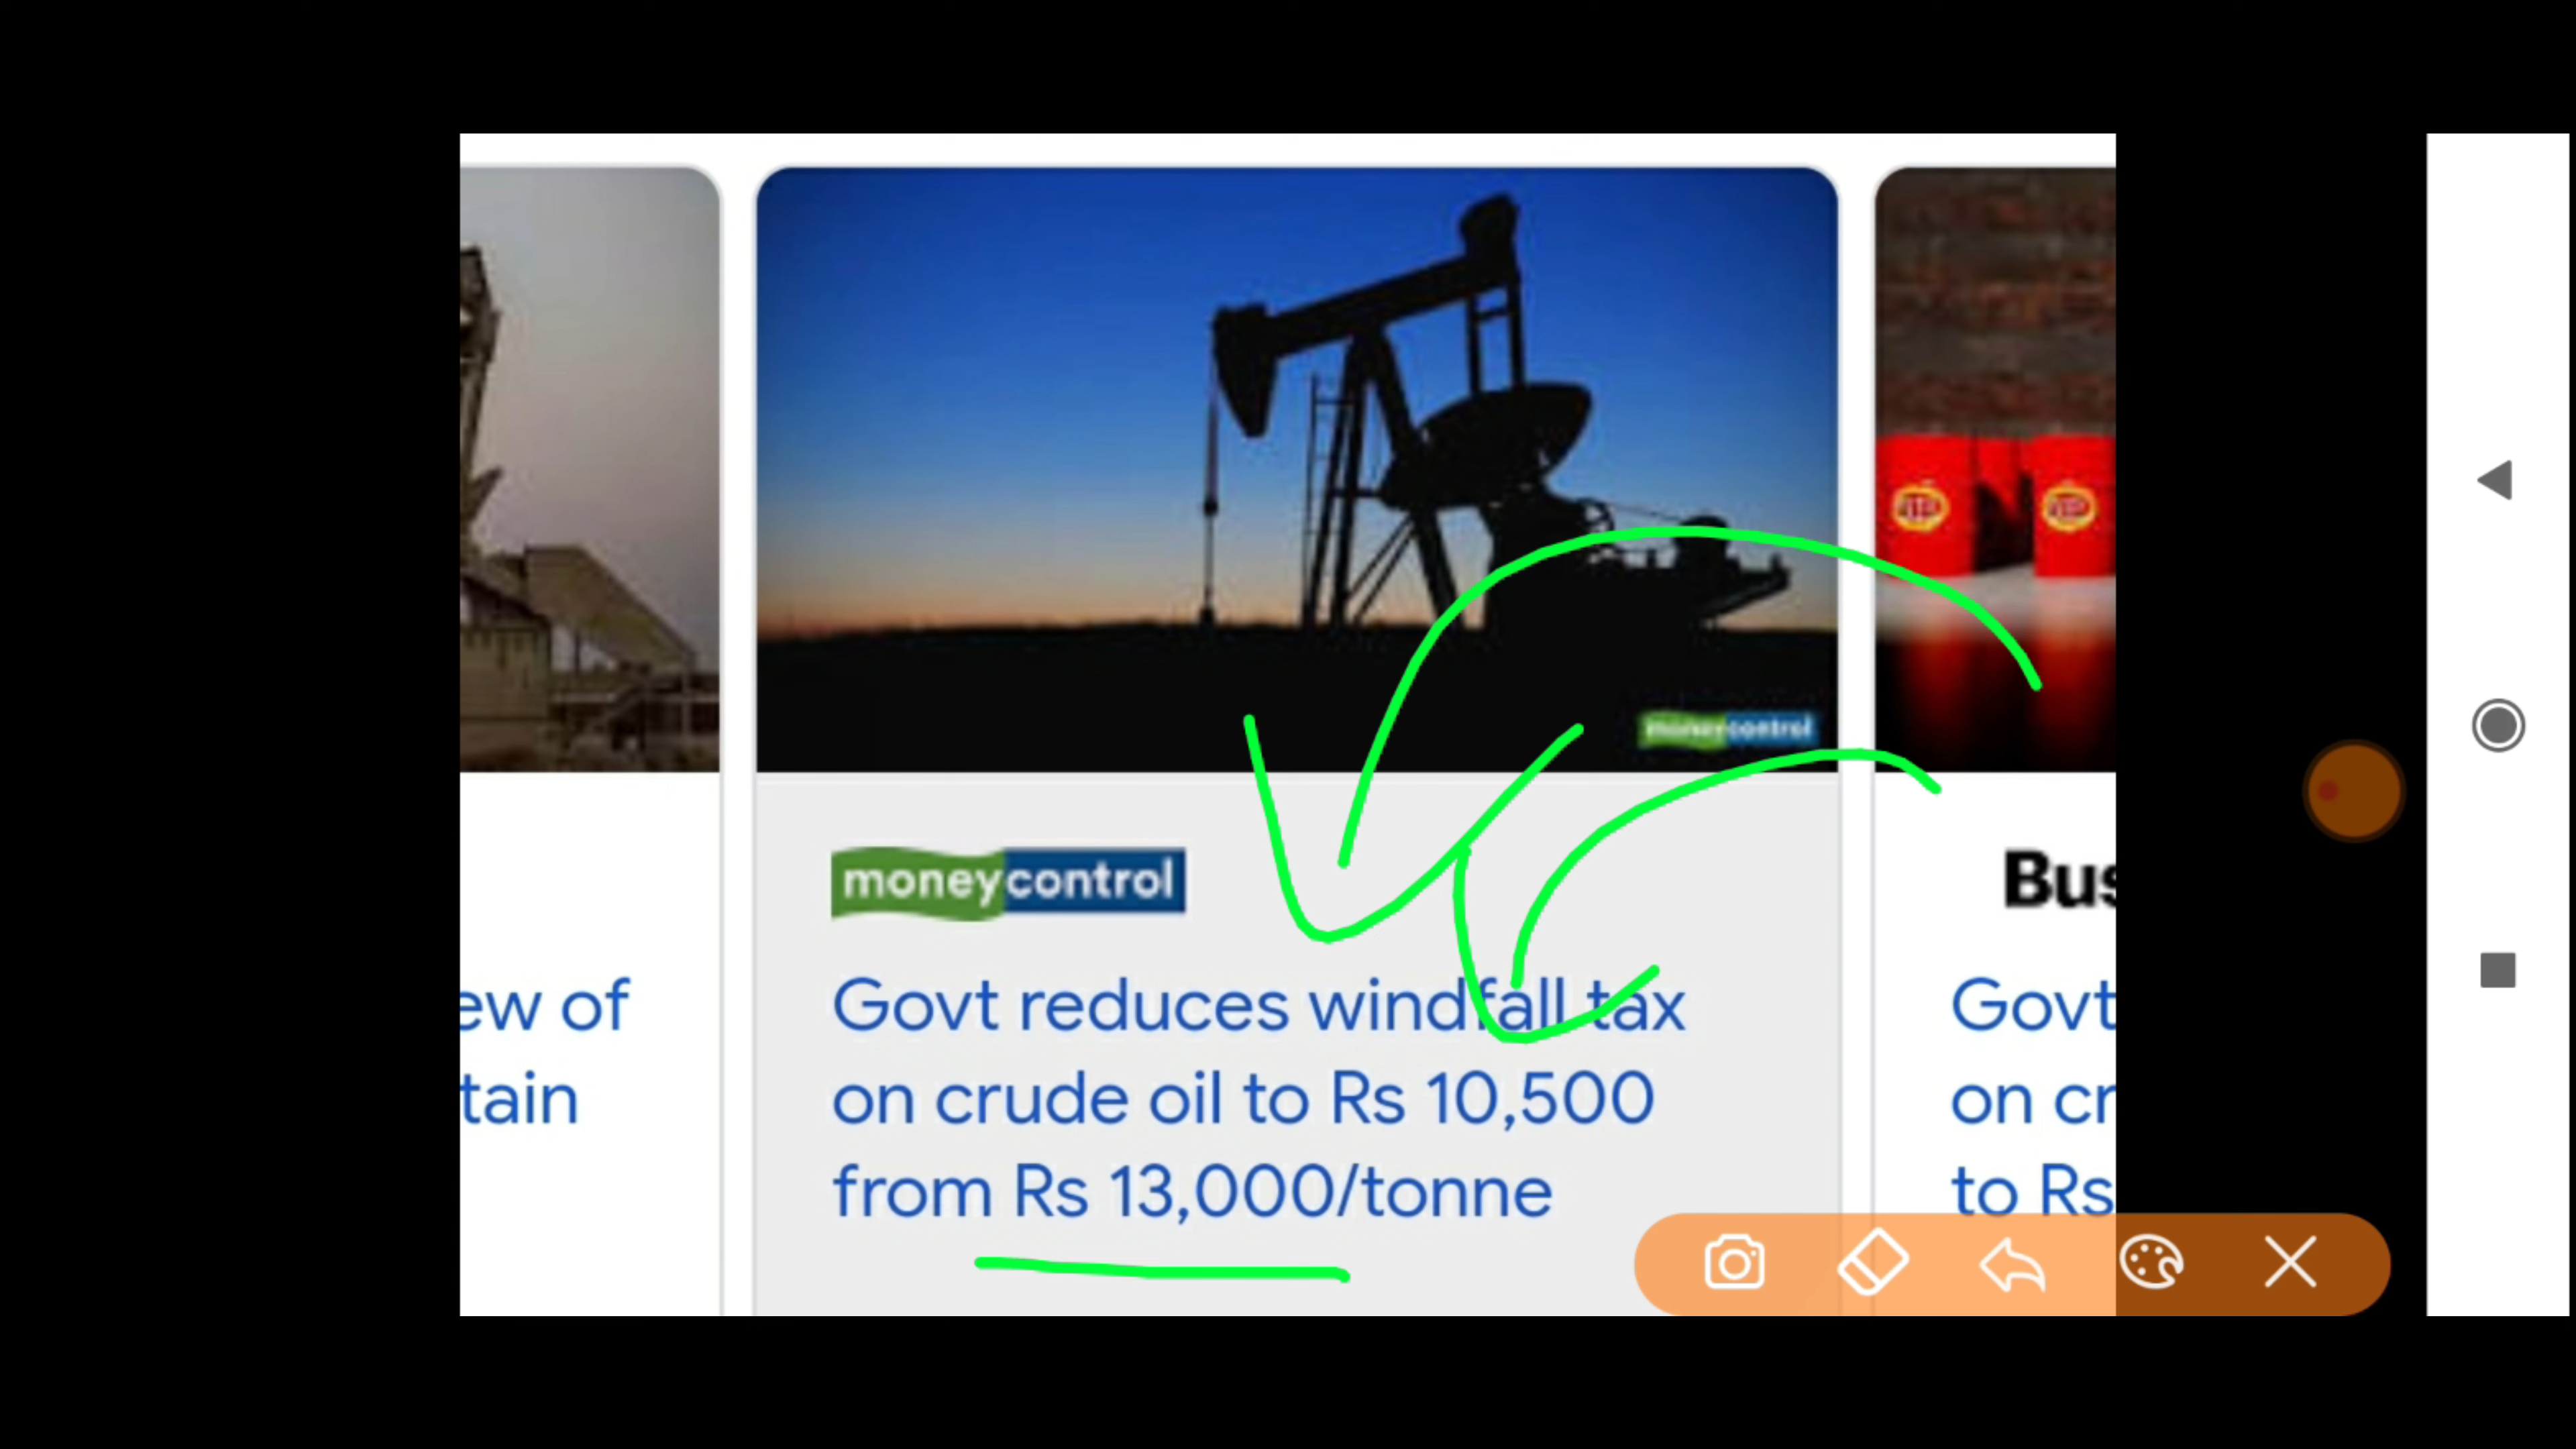 moneycontrol
ew of
tain
moneycontrol
Govt reduces windfall tax
on crude oil to Rs 10,500
from Rs 13,000/tonne
Bus
Govt
on cr
to Rs